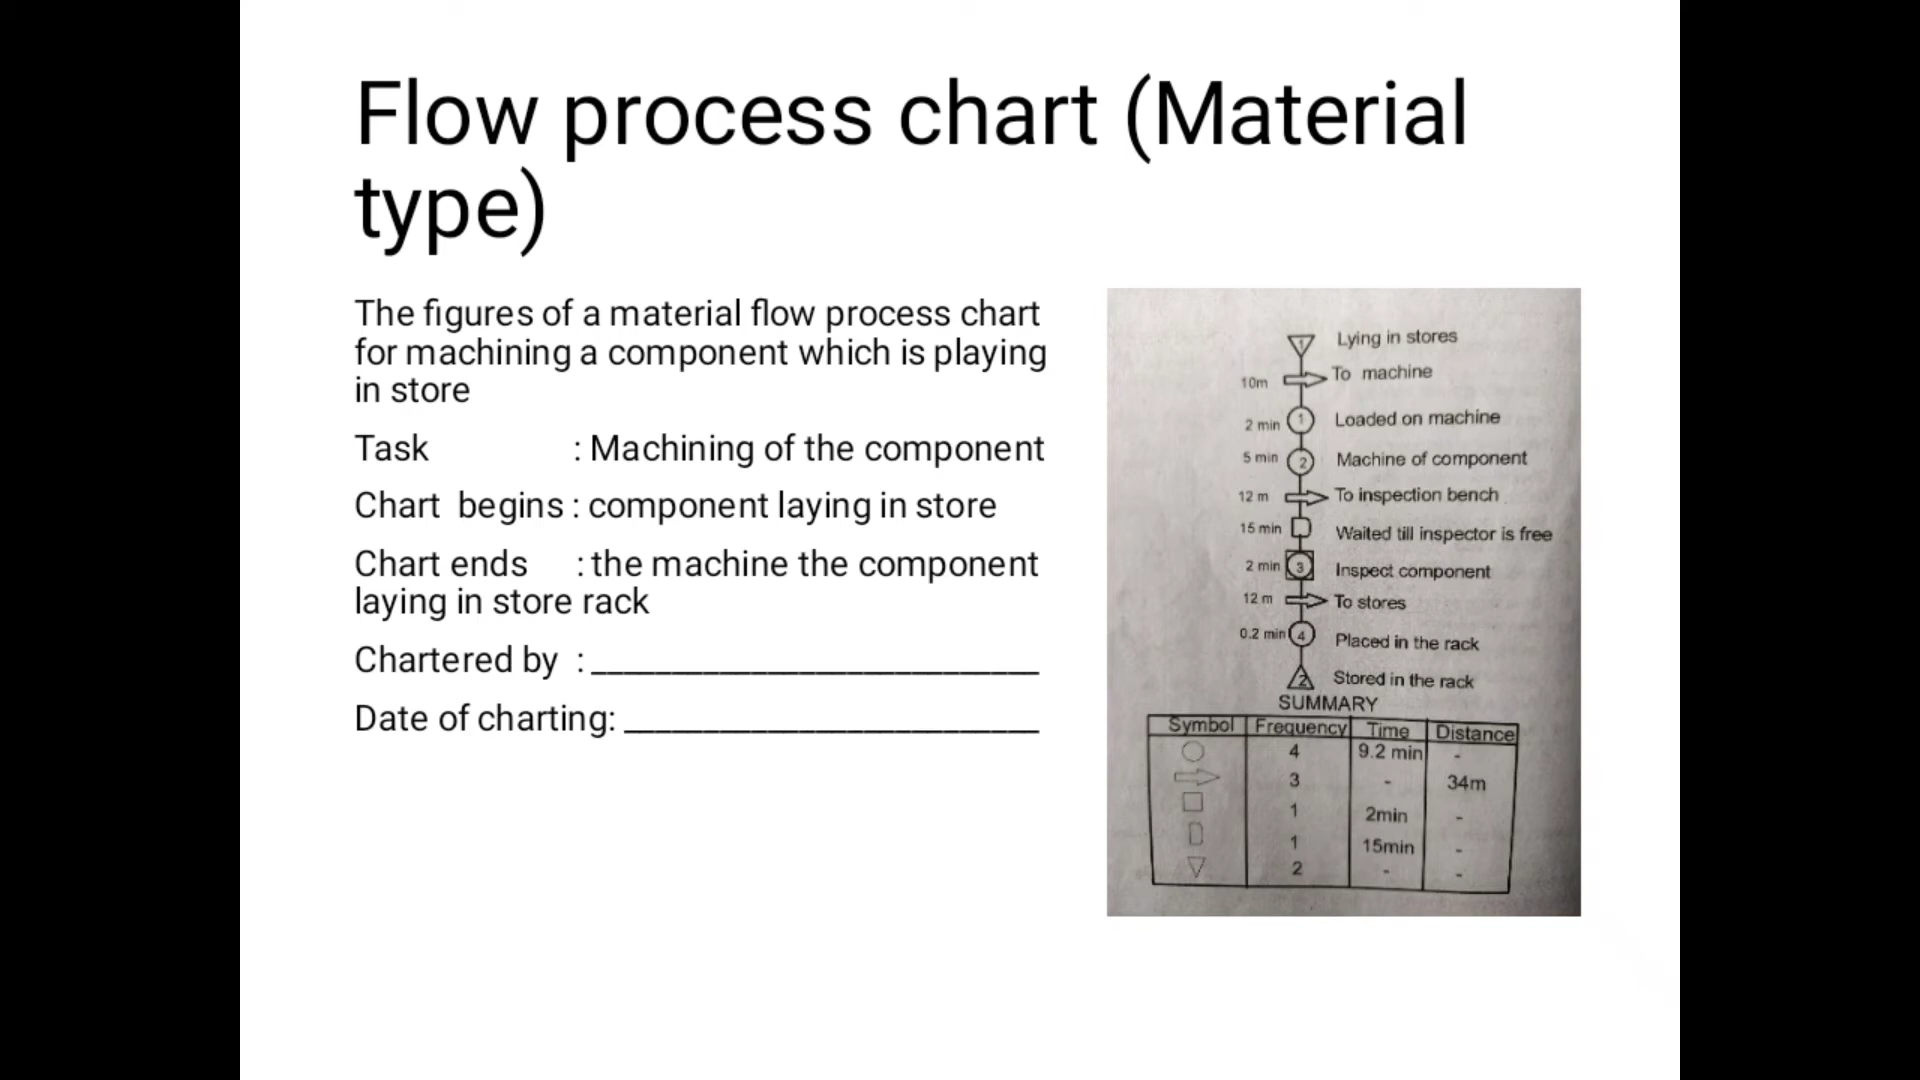 Flow process chart (Material
type)
The figures of a material flow process chart
for machining a component which is playing
in store
Task : Machining of the component
Chart begins : component laying in store
Chart ends : the machine the component
laying in store rack
Chartered by : __________________________
Date of charting: ________________________
1 Lying in stores
10m To machine
2 min 1 Loaded on machine
5 min 2 Machine of component
12 m To inspection bench
15 min Waited till inspector is free
2 min 3 Inspect component
12 m To stores
0.2 min 4 Placed in the rack
2 Stored in the rack
SUMMARY
Symbol Frequency Time Distance
4 9.2 min -
3 - 34m
1 2min -
1 15min -
2 - -